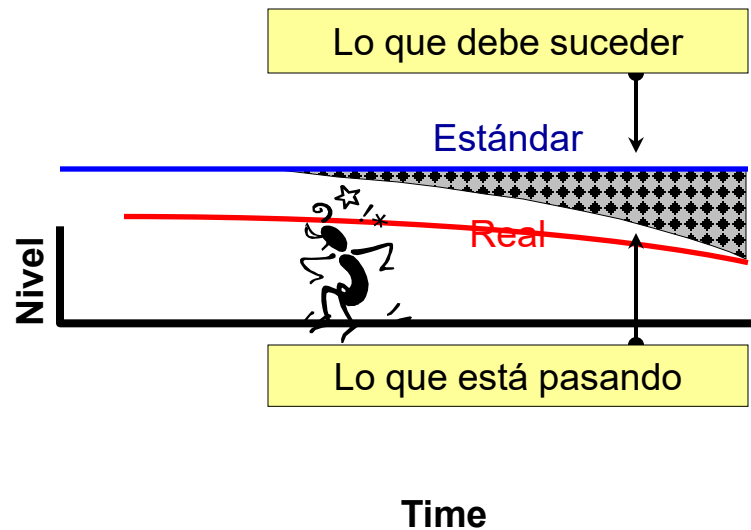 Lo que debe suceder
Estándar
Real
Nivel
Lo que está pasando
Time